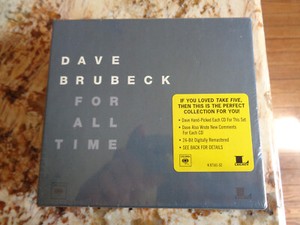 DAVE
BRUBECK
FOR
ALL
TIME
IF YOU LOVED TAKE FIVE,
THEN THIS IS THE PERFECT
COLLECTION FOR YOU!
• Dave Hand-Picked Each CD For This Set
• Dave Also Wrote New Comments
For Each CD!
• 24-Bit Digitally Remastered
• SEE BACK FOR DETAILS
LEGACY